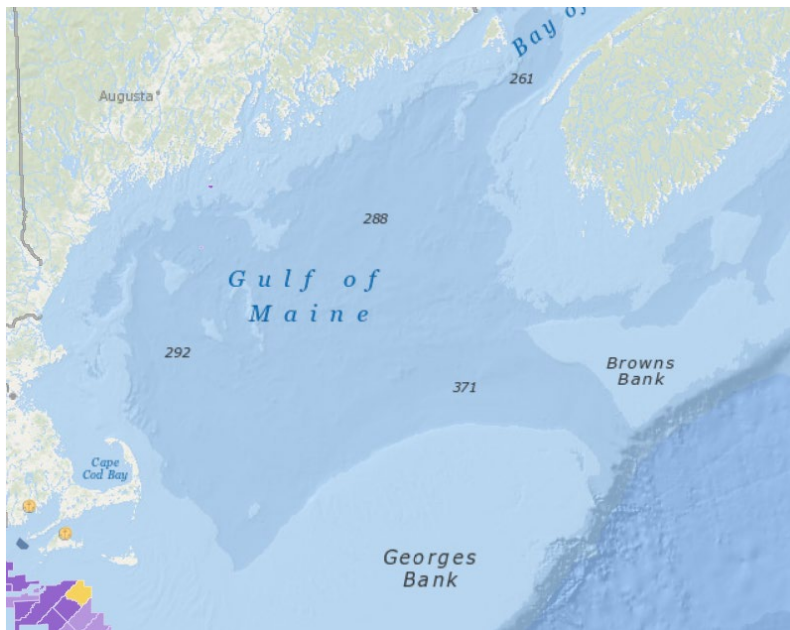 Bay of
261
Augusta
288
Gulf of
Maine
292
Browns
Bank
371
Cape
Cod Bay
Georges
Bank